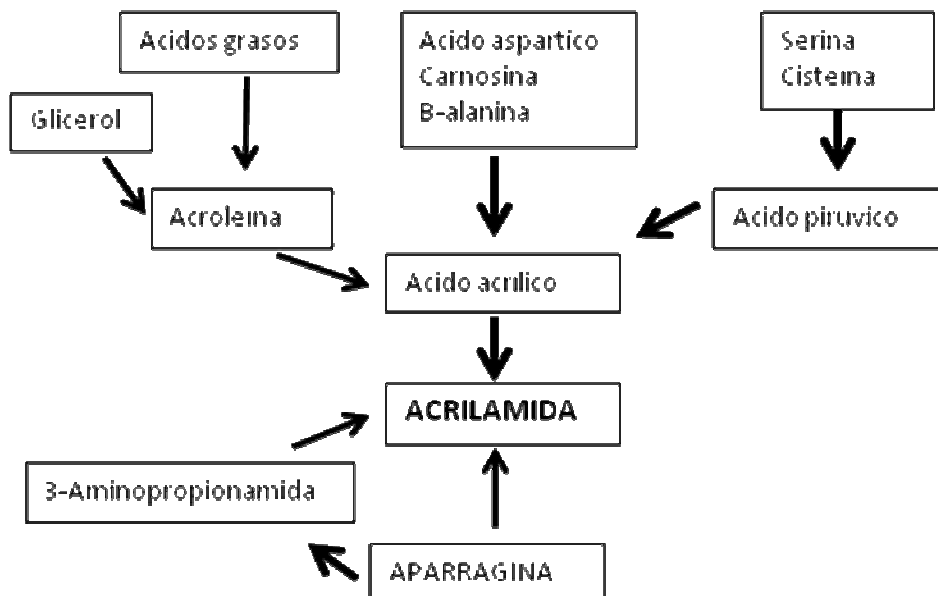 Acidos grasos
Acido aspartico
Carnosina
B-alanina
Serina
Cisteina
Glicerol
Acroleina
Acido piruvico
Acido acrilico
ACRILAMIDA
3-Aminopropionamida
APARRAGINA